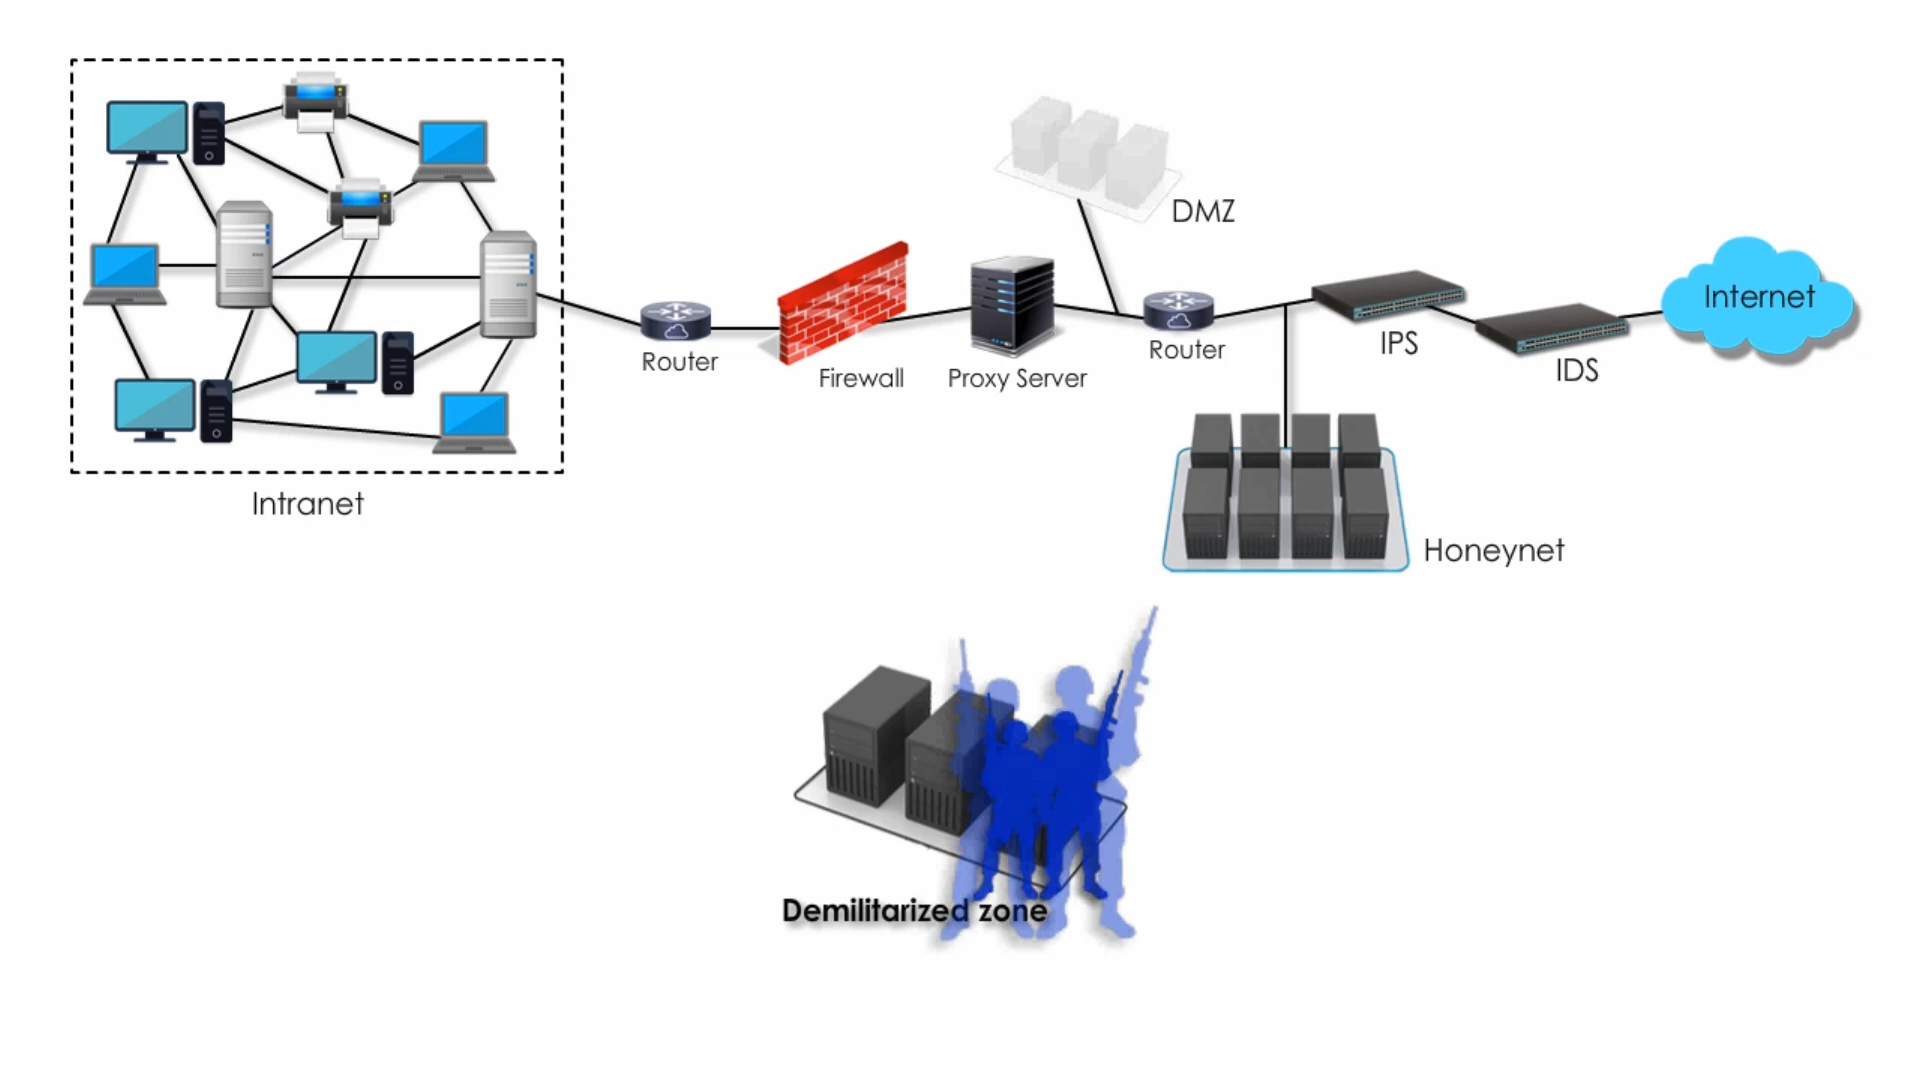 DMZ
Internet
Router
Firewall
Proxy Server
Router
IPS
IDS
Intranet
Honeynet
Demilitarized zone